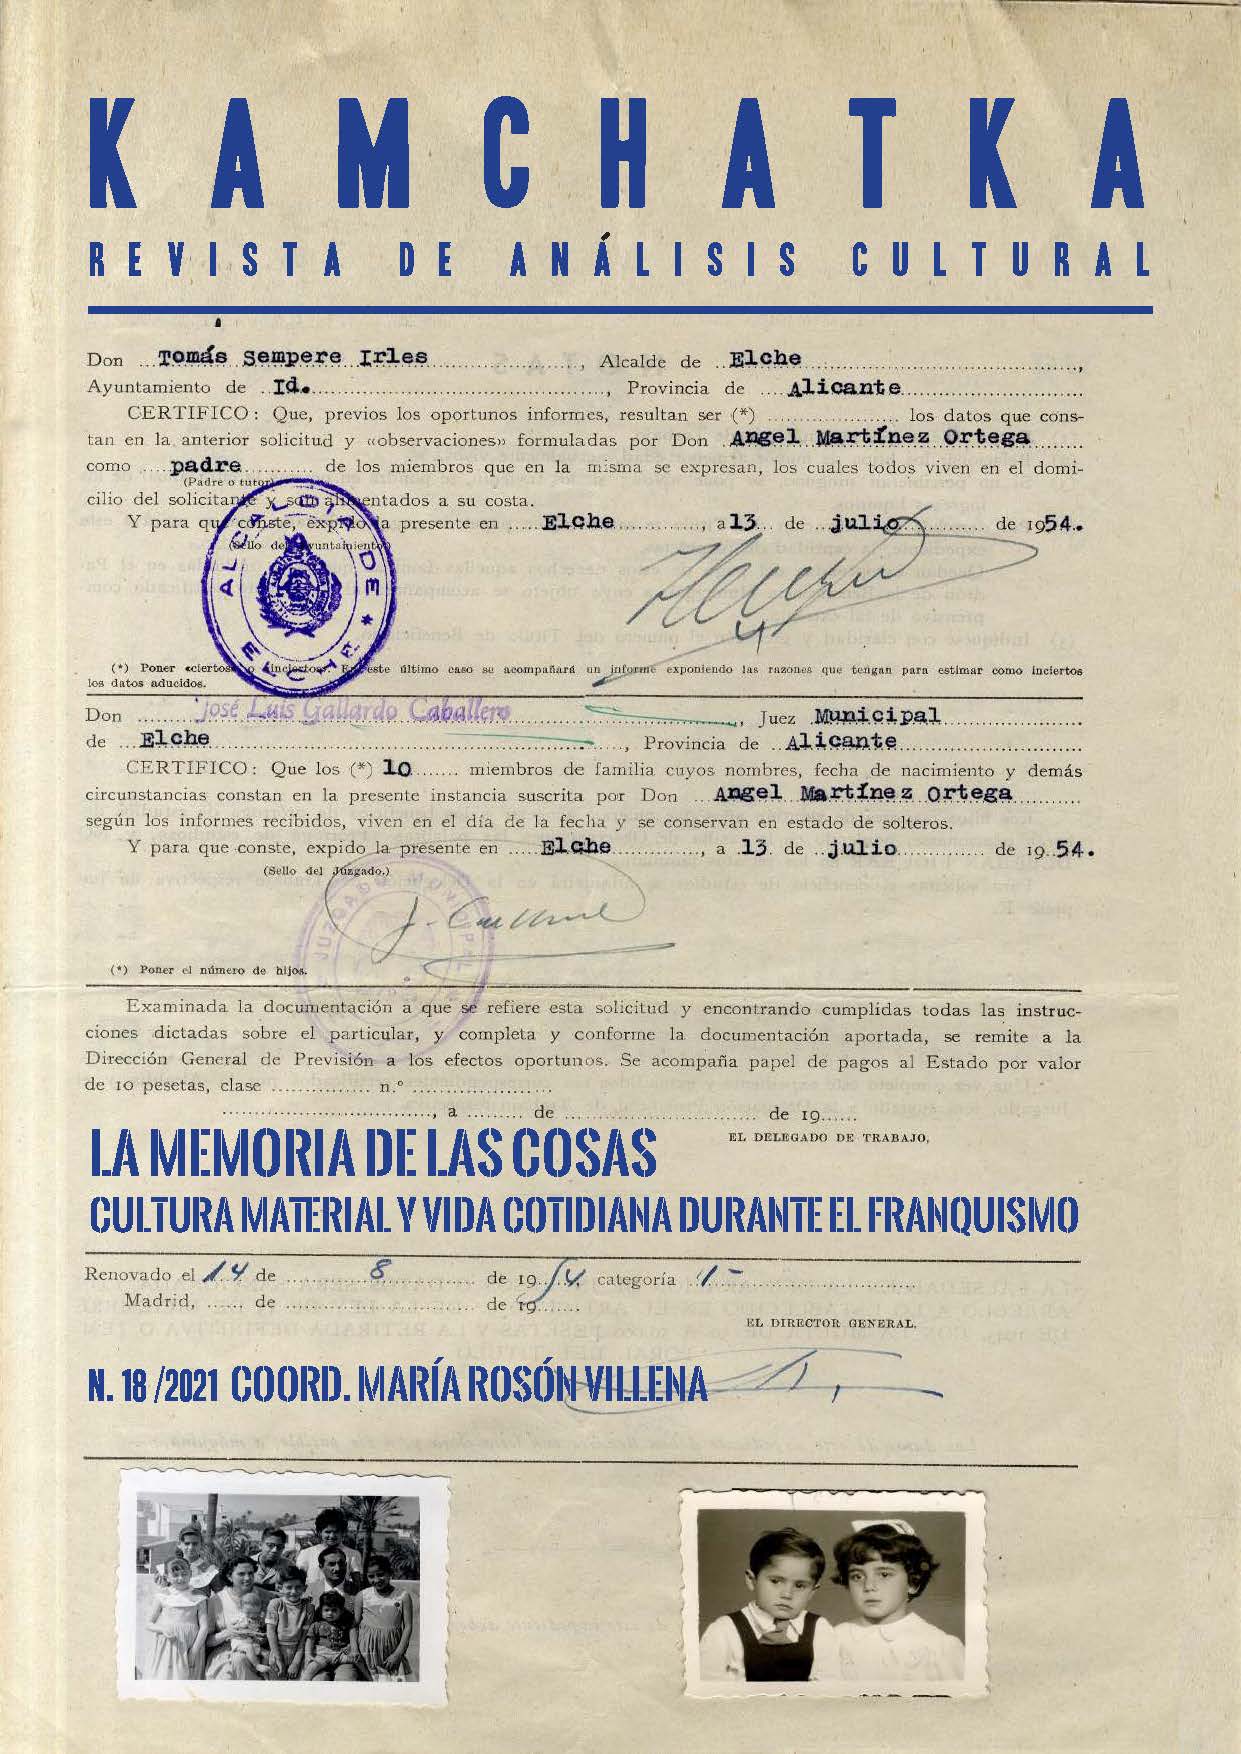 KAMCHATKA
REVISTA DE ANÁLISIS CULTURAL
Don ... Tomás Sempere Irles ..................., Alcalde de .. Elche ..........................................,
Ayuntamiento de .. Id. ........................................, Provincia de .... Alicante ............................
CERTIFICO: Que, previos los oportunos informes, resultan ser (*) .................... los datos que cons-
tan en la anterior solicitud y «observaciones» formuladas por Don .. Angel Martínez Ortega ........
como .... padre ............ de los miembros que en la misma se expresan, los cuales todos viven en el domi-
(Padre o tutor)
cilio del solicitante y son alimentados a su costa.
Y para que conste, expido la presente en ..... Elche .............., a 13 ... de .. julio .............. de 1954.
(Sello del Ayuntamiento)
ALCALDIA DE * ELCHE *
(*) Poner «ciertos» o «inciertos». En este último caso se acompañará un informe exponiendo las razones que tengan para estimar como inciertos
los datos aducidos.
Don .......... José Luis Gallardo Caballero .............................., Juez Municipal .....................
de ... Elche ............................................................, Provincia de .. Alicante ............................
CERTIFICO: Que los (*) 10 ....... miembros de familia cuyos nombres, fecha de nacimiento y demás
circunstancias constan en la presente instancia suscrita por Don ... Angel Martínez Ortega ............
según los informes recibidos, viven en el día de la fecha y se conservan en estado de solteros.
Y para que conste, expido la presente en ..... Elche .............., a .13. de .. julio .............. de 19..54.
(Sello del Juzgado.)
JUZGADO MUNICIPAL
(*) Poner el número de hijos.
Examinada la documentación a que se refiere esta solicitud y encontrando cumplidas todas las instruc-
ciones dictadas sobre el particular, y completa y conforme la documentación aportada, se remite a la
Dirección General de Previsión a los efectos oportunos. Se acompaña papel de pagos al Estado por valor
de 10 pesetas, clase ............... n.º ......................
................................, a ......... de .............................. de 19......
EL DELEGADO DE TRABAJO,
LA MEMORIA DE LAS COSAS
CULTURA MATERIAL Y VIDA COTIDIANA DURANTE EL FRANQUISMO
Renovado el 14 de ............ 8 ............... de 1954 categoría .. 1- ..............................
Madrid, ...... de .............................. de 19.......
EL DIRECTOR GENERAL,
N. 18 /2021 COORD. MARÍA ROSÓN VILLENA